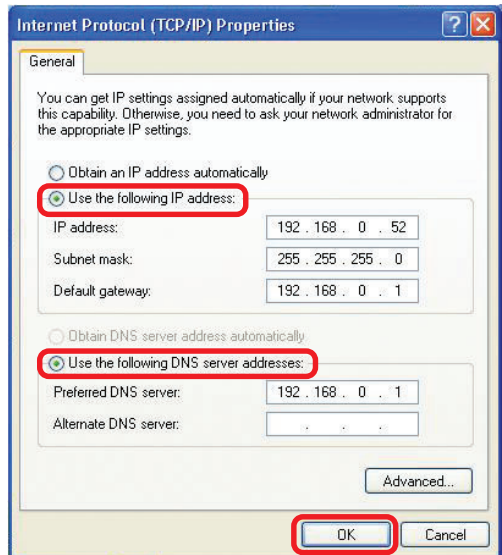 Internet Protocol (TCP/IP) Properties
General
You can get IP settings assigned automatically if your network supports
this capability. Otherwise, you need to ask your network administrator for
the appropriate IP settings.
Obtain an IP address automatically
Use the following IP address:
IP address: 192 . 168 . 0 . 52
Subnet mask: 255 . 255 . 255 . 0
Default gateway: 192 . 168 . 0 . 1
Obtain DNS server address automatically
Use the following DNS server addresses:
Preferred DNS server: 192 . 168 . 0 . 1
Alternate DNS server: . . .
Advanced...
OK Cancel